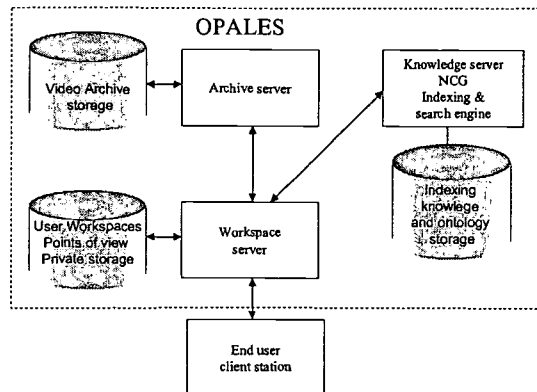 OPALES
Video Archive
storage
Archive server
Knowledge server
NCG
Indexing &
search engine
User Workspaces
Points of view
Private storage
Workspace
server
Indexing
knowlege
and ontology
storage
End user
client station